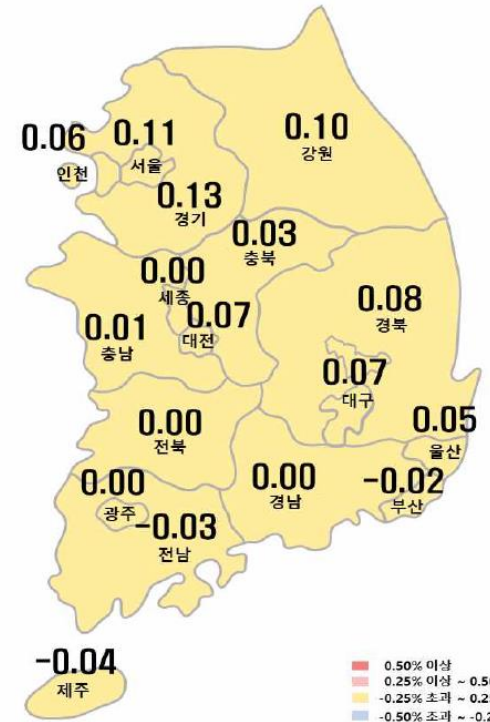 0.06
인천
0.11
서울
0.10
강원
0.13
경기
0.03
충북
0.00
세종
0.07
대전
0.08
경북
0.01
충남
0.07
대구
0.05
울산
0.00
전북
0.00
경남
-0.02
부산
0.00
광주
-0.03
전남
-0.04
제주
0.50% 이상
0.25% 이상 ~
-0.25% 초과 ~
-0.50% 초과 ~